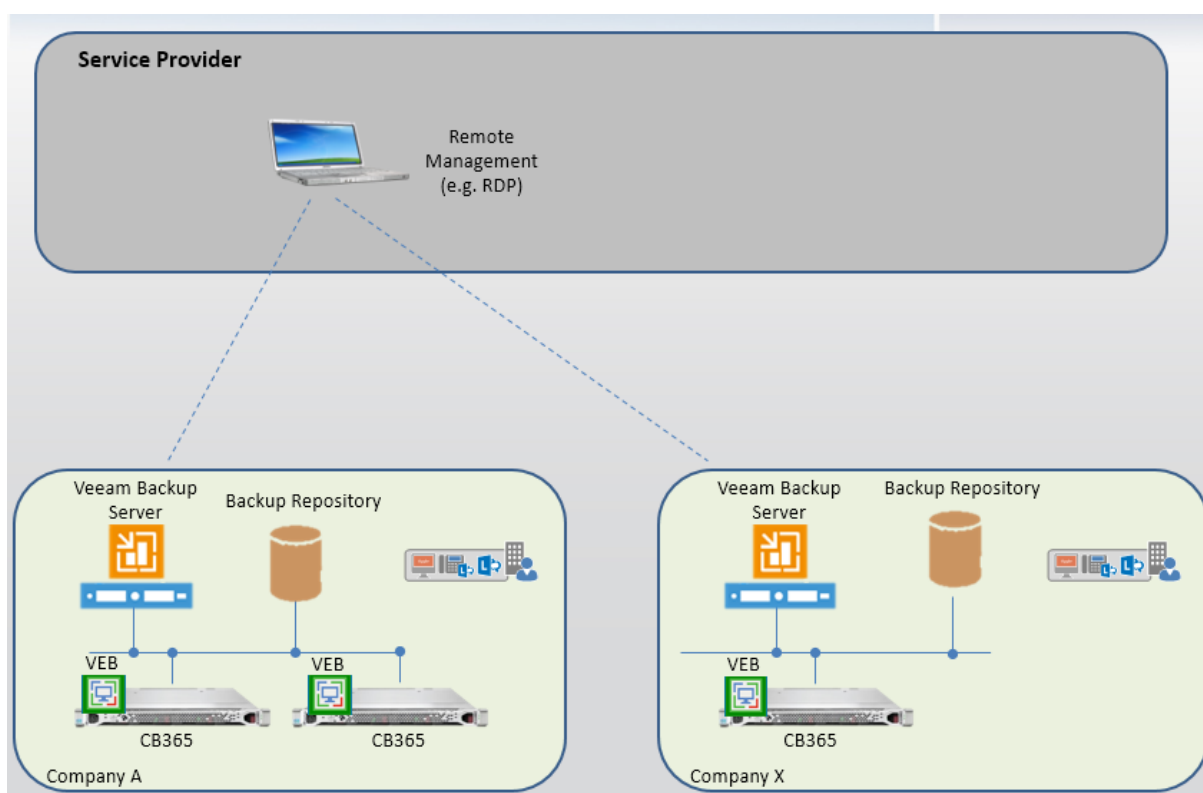 Service Provider
Remote
Management
(e.g. RDP)
Veeam Backup
Server
Backup Repository
VEB
VEB
CB365
CB365
Company A
Veeam Backup
Server
Backup Repository
VEB
CB365
Company X